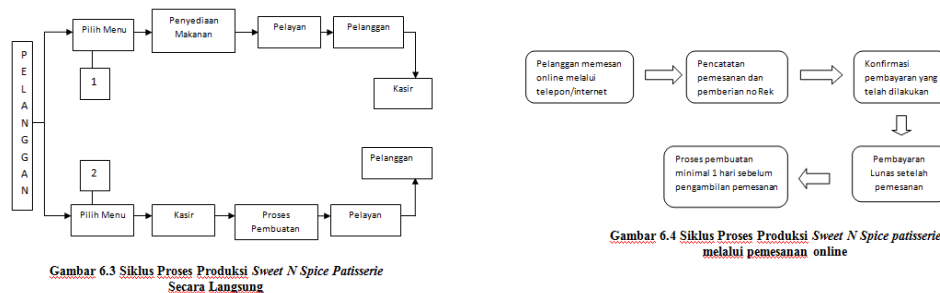 PELANGGAN
Pilih Menu
1
Penyediaan
Makanan
Pelayan
Pelanggan
Kasir
2
Pilih Menu
Kasir
Proses
Pembuatan
Pelayan
Pelanggan
Gambar 6.3 Siklus Proses Produksi Sweet N Spice Patisserie
Secara Langsung
Pelanggan memesan
online melalui
telepon/internet
Pencatatan
pemesanan dan
pemberian no Rek
Konfirmasi
pembayaran yang
telah dilakukan
Pembayaran
Lunas setelah
pemesanan
Proses pembuatan
minimal 1 hari sebelum
pengambilan pemesanan
Gambar 6.4 Siklus Proses Produksi Sweet N Spice patisserie
melalui pemesanan online